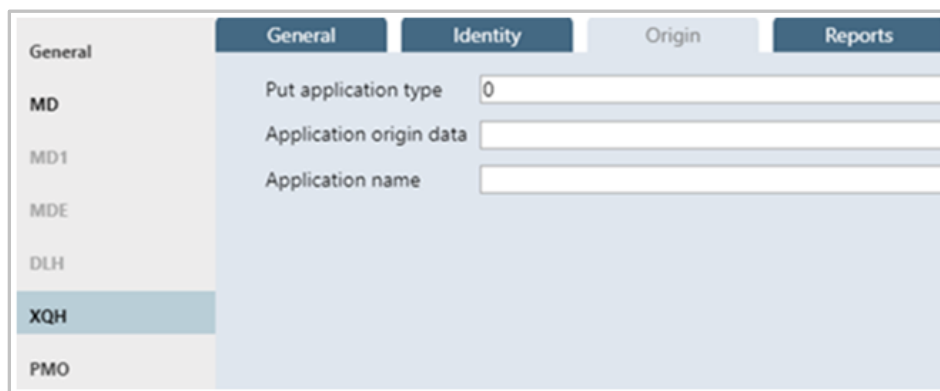 General
MD
MD1
MDE
DLH
XQH
PMO
General Identity Origin Reports
Put application type 0
Application origin data
Application name